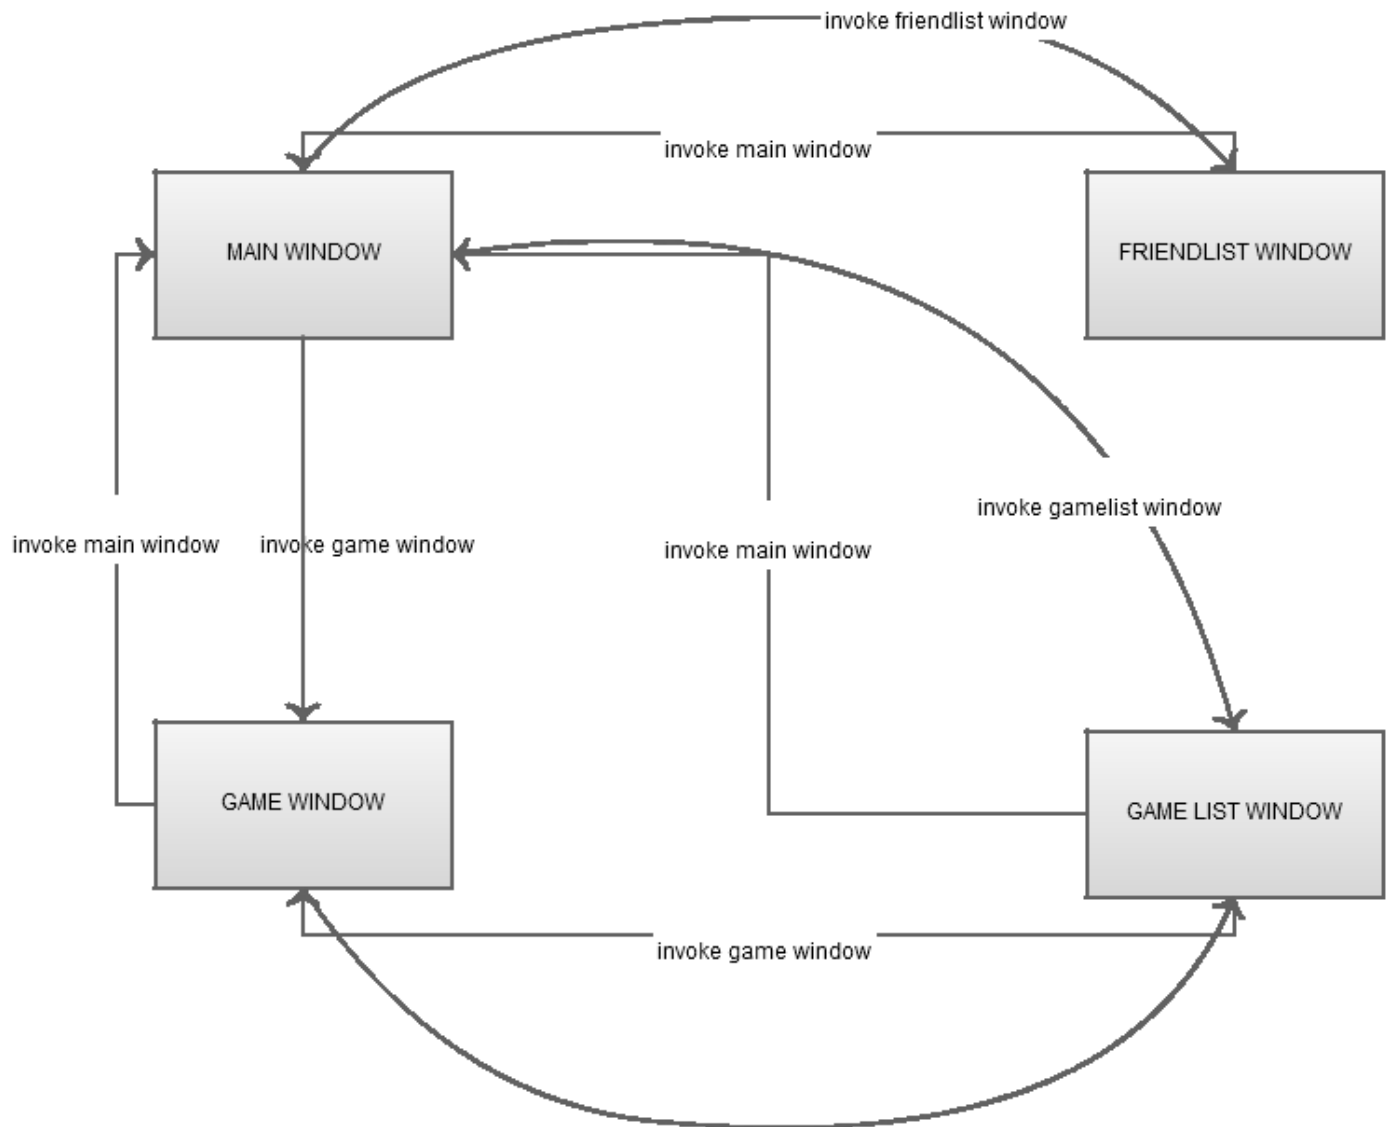 invoke friendlist window
invoke main window
MAIN WINDOW
FRIENDLIST WINDOW
invoke gamelist window
invoke main window
invoke game window
invoke main window
GAME WINDOW
GAME LIST WINDOW
invoke game window